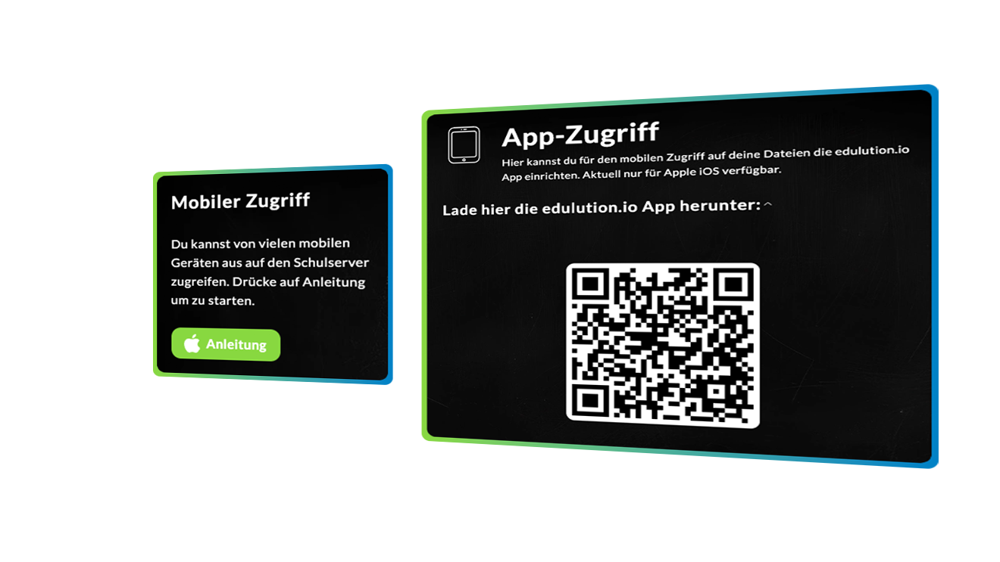 Mobiler Zugriff
Du kannst von vielen mobilen
Geräten aus auf den Schulserver
zugreifen. Drücke auf Anleitung
um zu starten.
Anleitung
App-Zugriff
Hier kannst du für den mobilen Zugriff auf deine Dateien die edulution.io
App einrichten. Aktuell nur für Apple iOS verfügbar.
Lade hier die edulution.io App herunter: